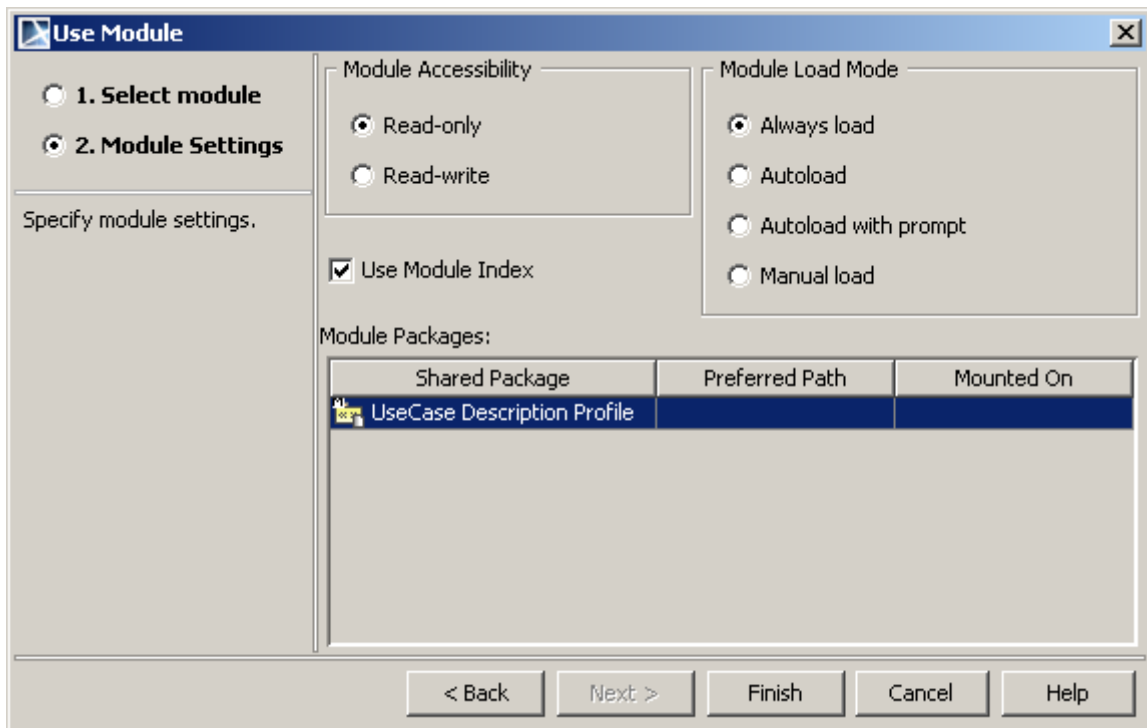 Use Module
1. Select module
2. Module Settings
Specify module settings.
Module Accessibility
Read-only
Read-write
Use Module Index
Module Load Mode
Always load
Autoload
Autoload with prompt
Manual load
Module Packages:
Shared Package Preferred Path Mounted On
UseCase Description Profile
< Back Next > Finish Cancel Help